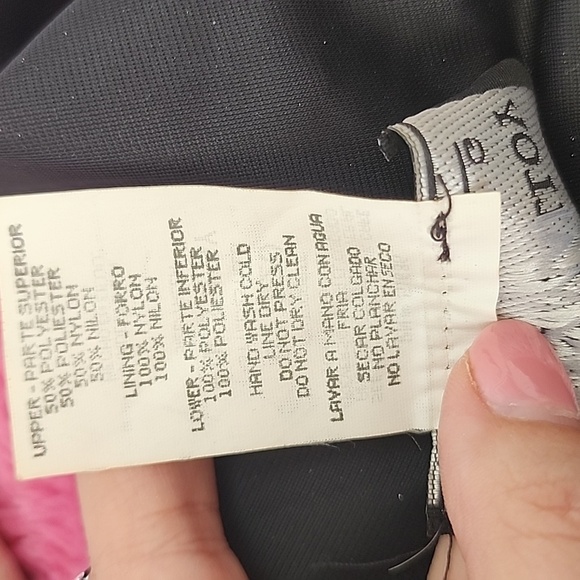 UPPER - PARTE SUPERIOR
50% POLYESTER
50% POLIESTER
50% NYLON
50% NILON
LINING - FORRO
100% NYLON
100% NILON
LOWER - PARTE INFERIOR
100% POLYESTER
100% POLIESTER
HAND WASH COLD
LINE DRY
DO NOT PRESS
DO NOT DRY CLEAN
LAVAR A MANO CON AGUA
FRIA
SECAR COLGADO
NO PLANCHAR
NO LAVAR EN SECO